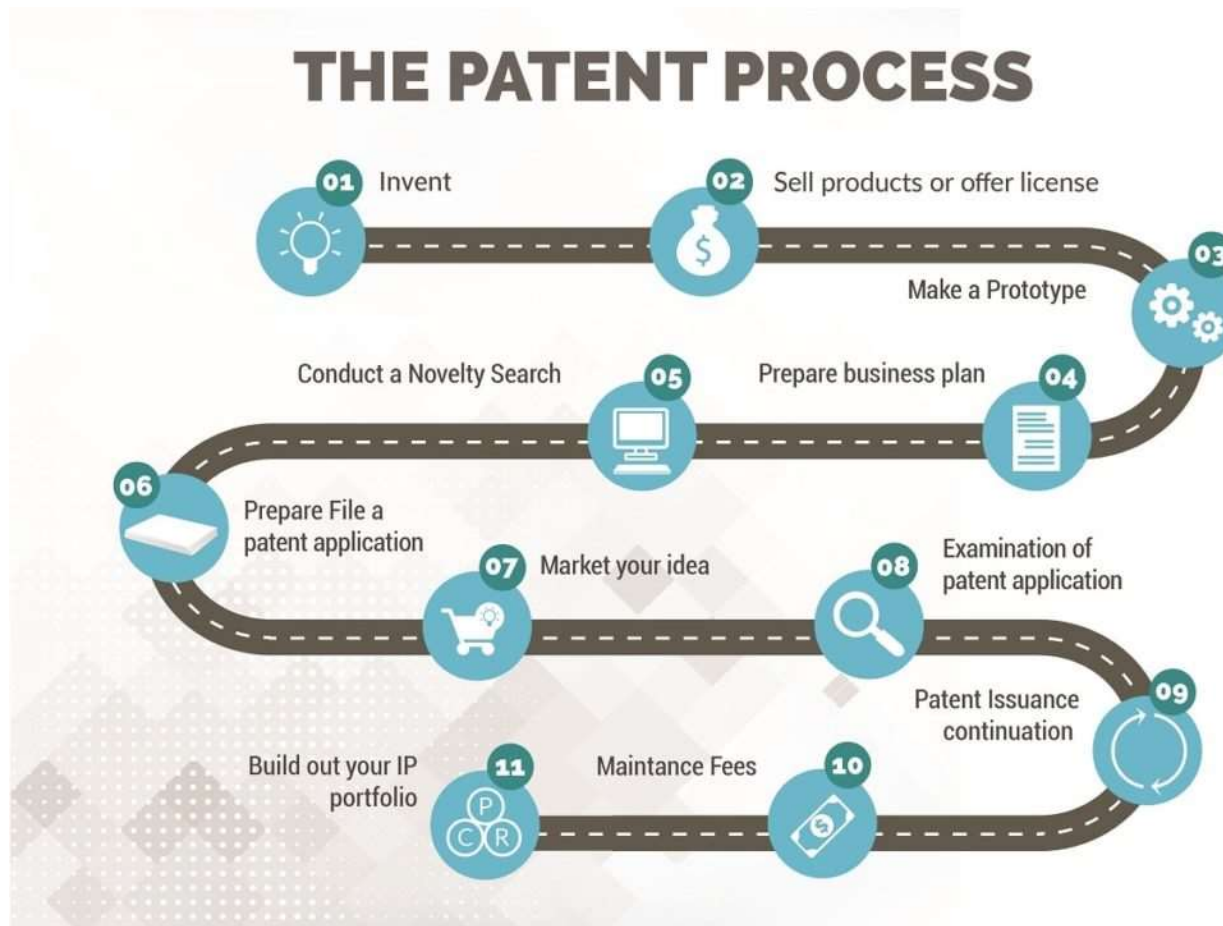 THE PATENT PROCESS
01 Invent
02 Sell products or offer license
03
Make a Prototype
Conduct a Novelty Search 05
Prepare business plan 04
06
Prepare File a
patent application
07 Market your idea
08 Examination of
patent application
09
Patent Issuance
continuation
Maintance Fees 10
$
Build out your IP
portfolio
11
P
C R